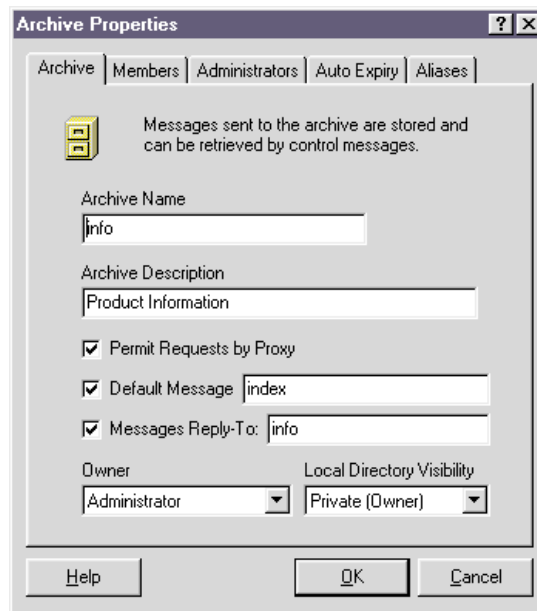 Archive Properties
Archive
Members
Administrators
Auto Expiry
Aliases
Messages sent to the archive are stored and
can be retrieved by control messages.
Archive Name
info
Archive Description
Product Information
Permit Requests by Proxy
Default Message index
Messages Reply-To: info
Owner
Local Directory Visibility
Administrator
Private (Owner)
Help
OK
Cancel